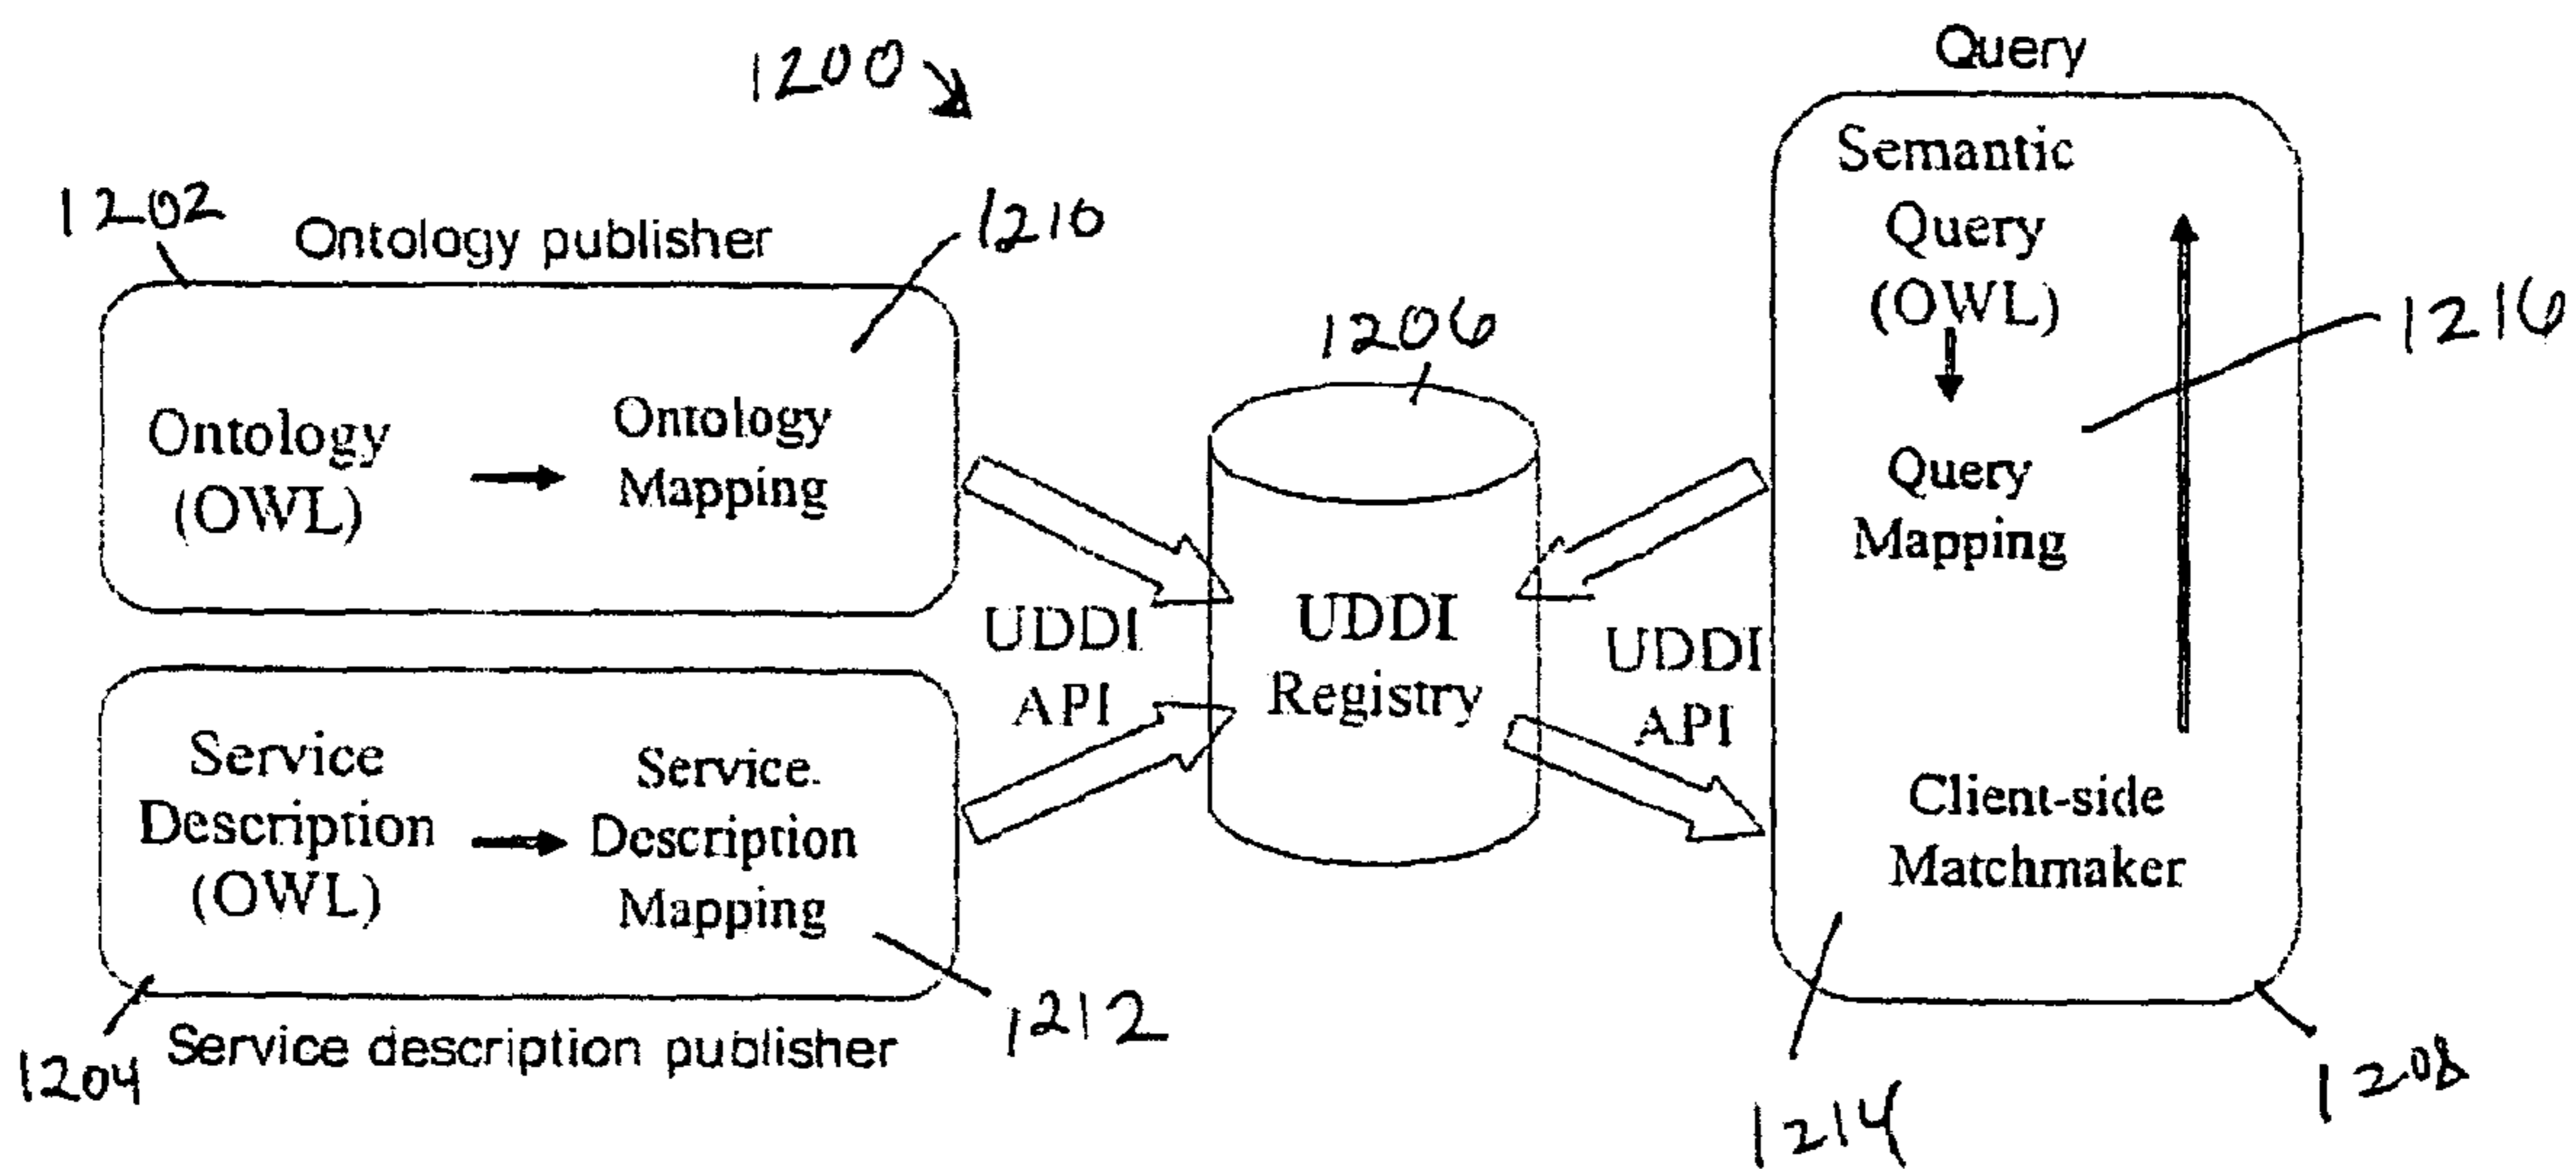 1200
1202
Ontology publisher
1210
Ontology
(OWL)
Ontology
Mapping
Service
Description
(OWL)
Service
Description
Mapping
1204
Service description publisher
1212
UDDI
API
1206
UDDI
Registry
UDDI
API
Query
Semantic
Query
(OWL)
Query
Mapping
1216
Client-side
Matchmaker
1214
1208